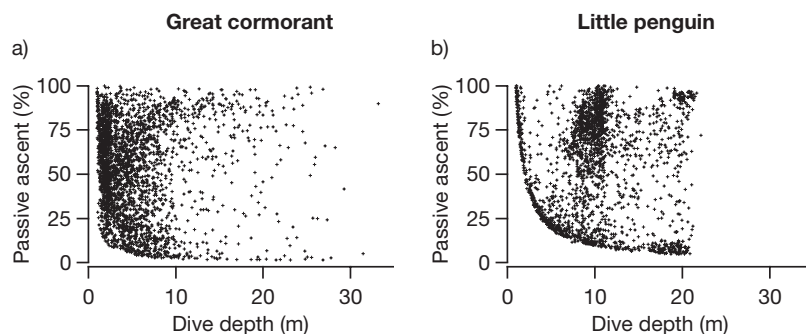 Great cormorant
Little penguin
a)
b)
Passive ascent (%)
100
75
50
25
0
0
10
20
30
Dive depth (m)
Passive ascent (%)
100
75
50
25
0
0
10
20
30
Dive depth (m)